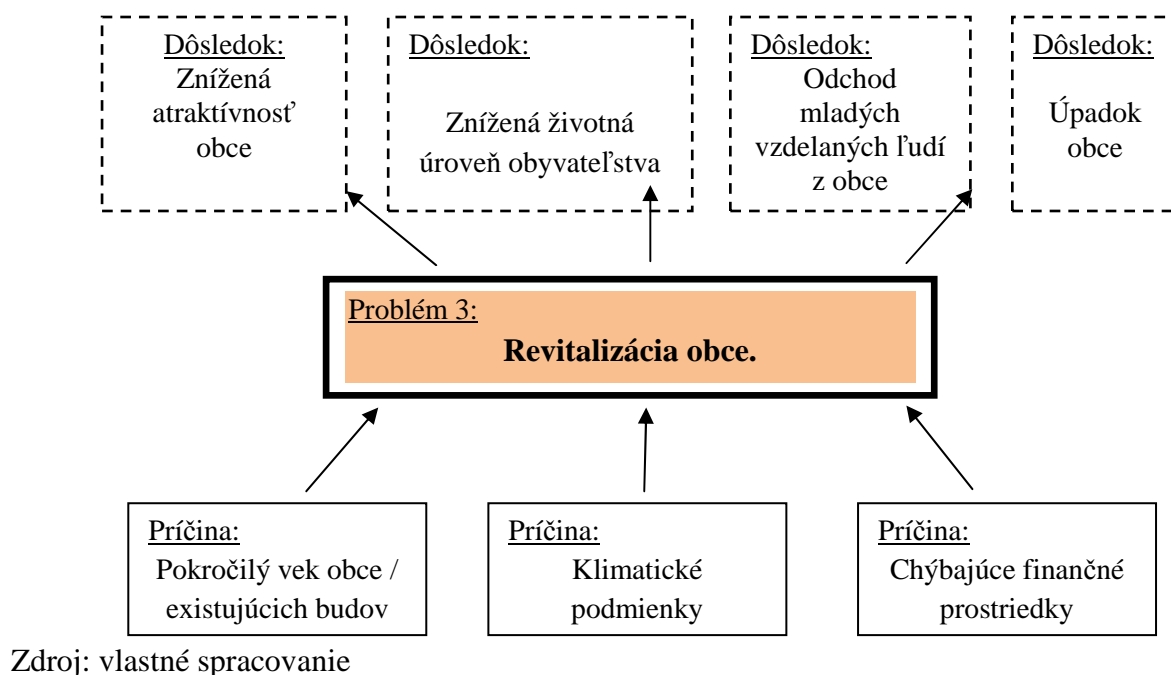 Dôsledok:
Znížená
atraktívnosť
obce
Dôsledok:
Znížená životná
úroveň obyvateľstva
Dôsledok:
Odchod
mladých
vzdelaných ľudí
z obce
Dôsledok:
Úpadok
obce
Problém 3:
Revitalizácia obce.
Príčina:
Pokročilý vek obce /
existujúcich budov
Príčina:
Klimatické
podmienky
Príčina:
Chýbajúce finančné
prostriedky
Zdroj: vlastné spracovanie